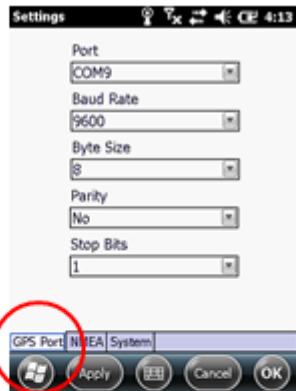 Settings 4:13
Port
COM9
Baud Rate
9600
Byte Size
8
Parity
No
Stop Bits
1
GPS Port NMEA System
Apply Cancel OK